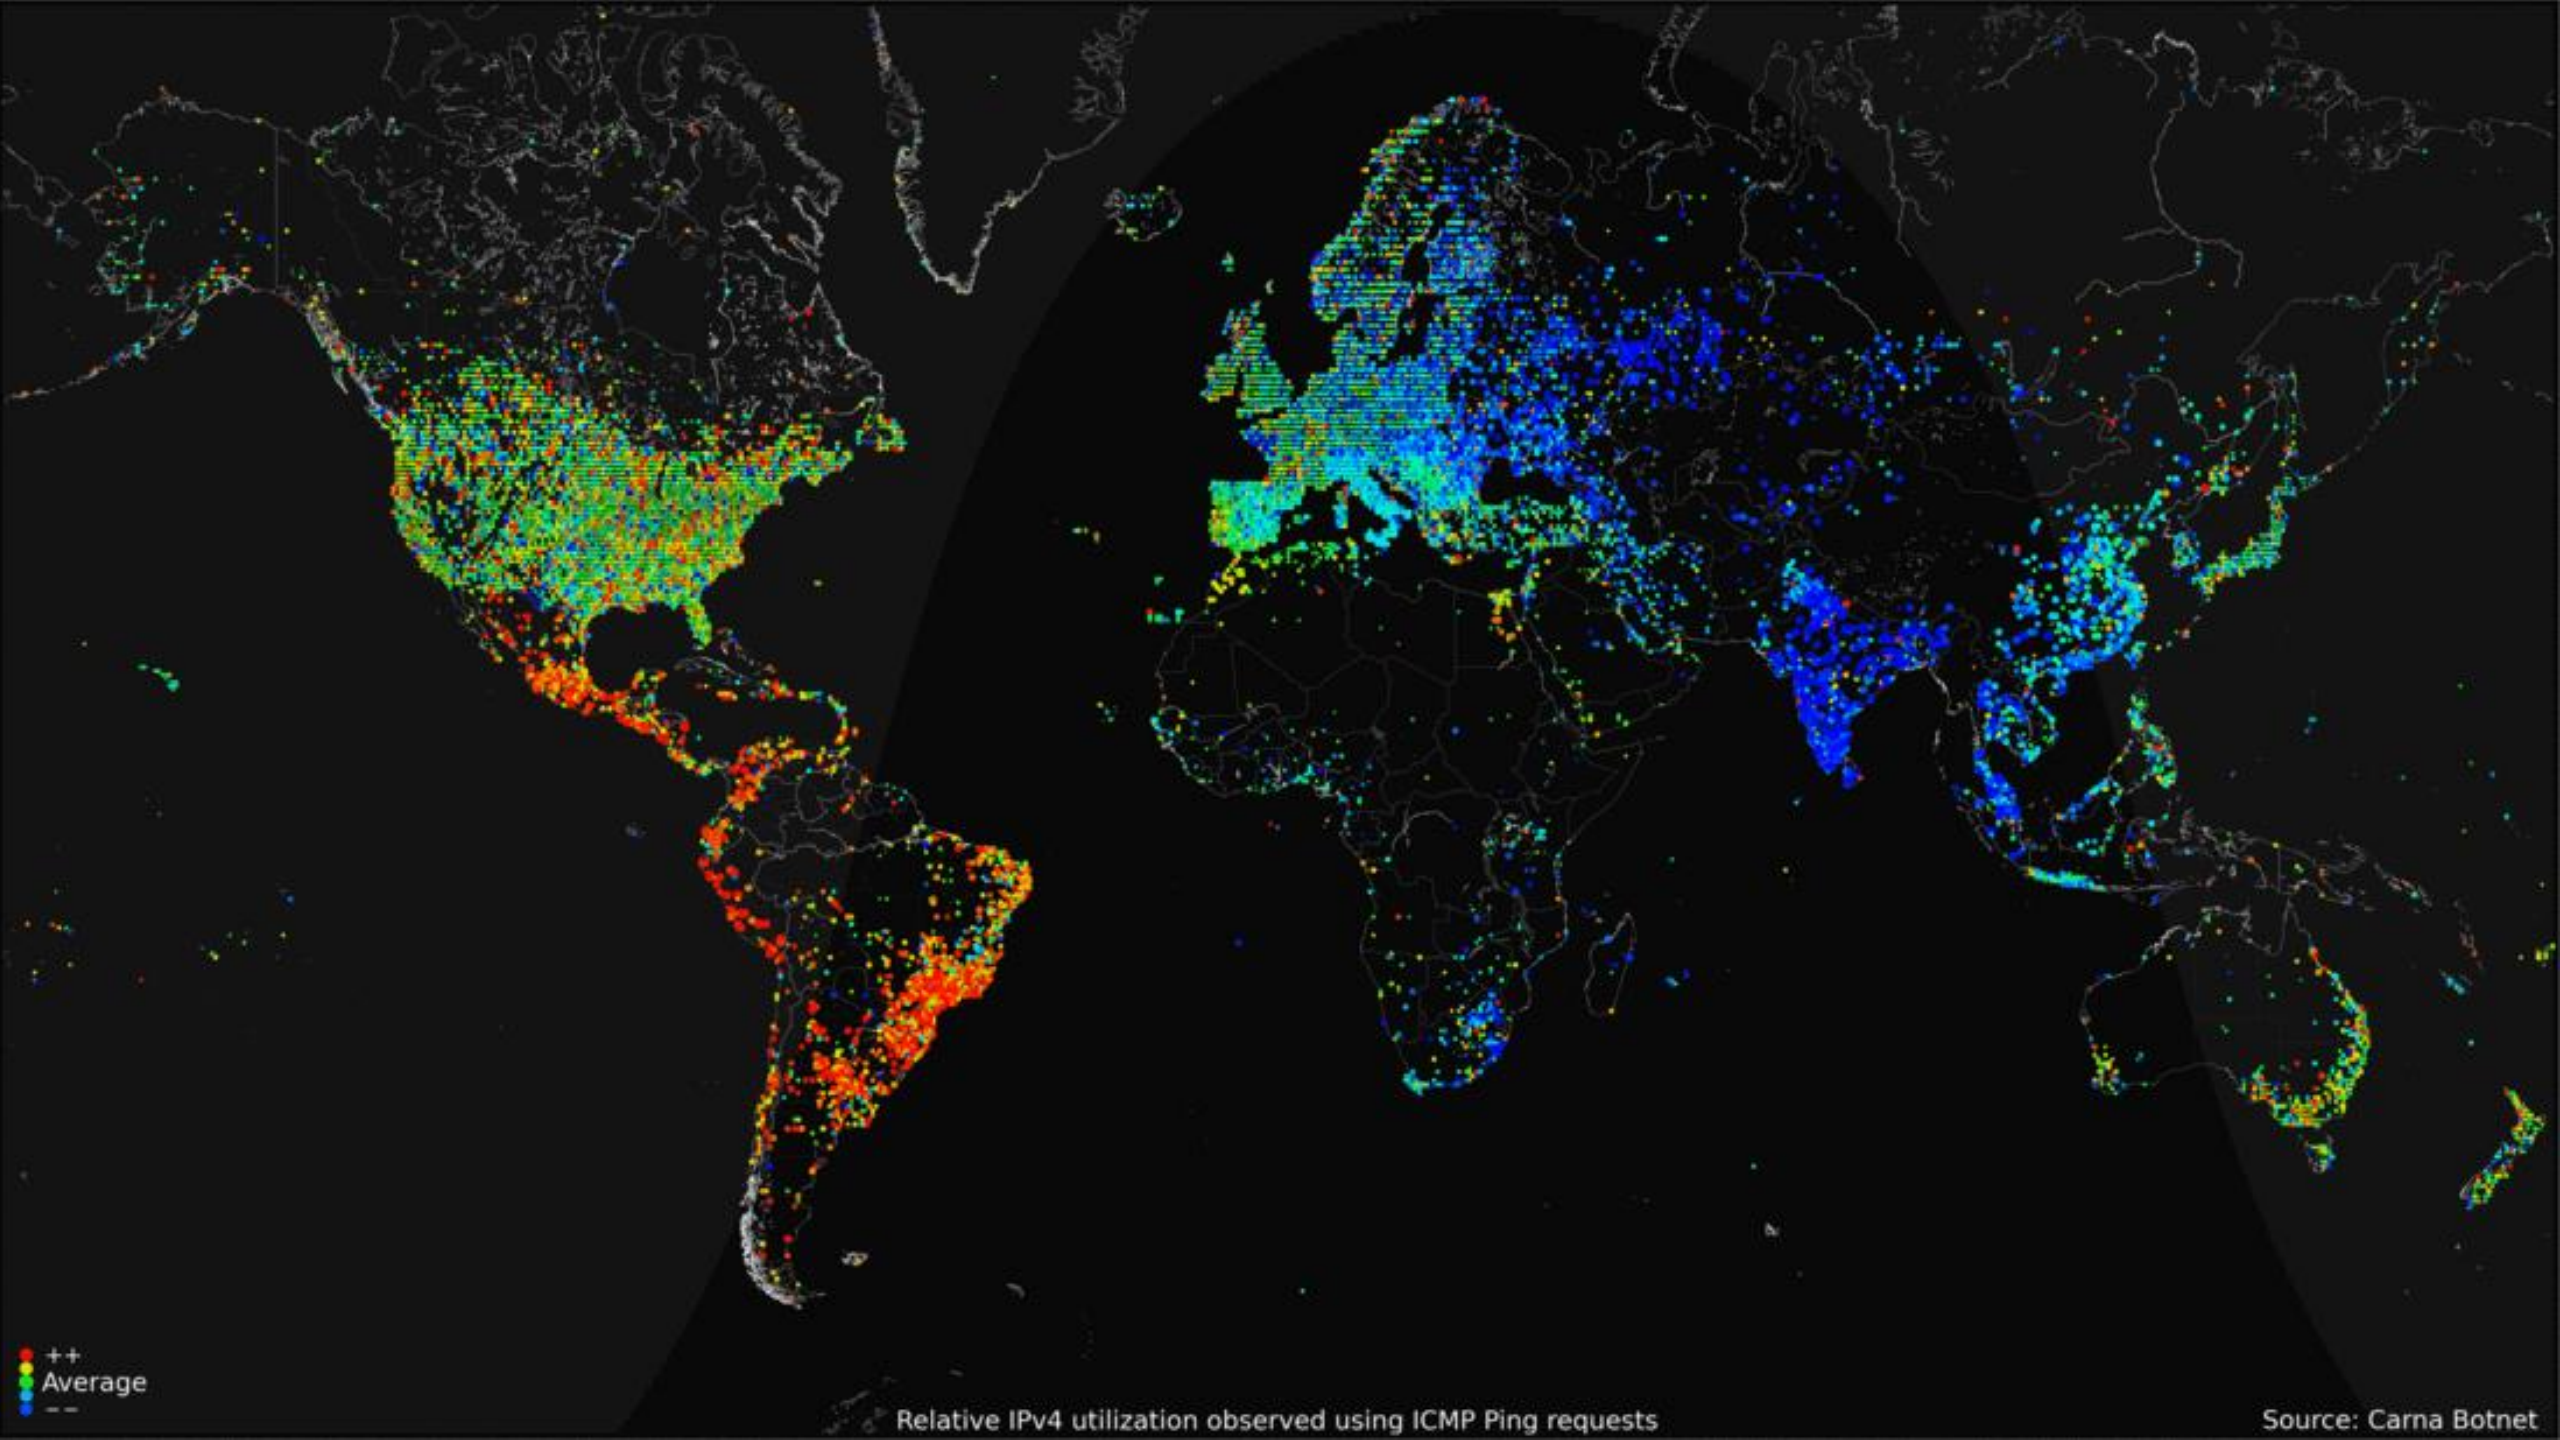 ++
Average
--
Relative IPv4 utilization observed using ICMP Ping requests
Source: Carna Botnet